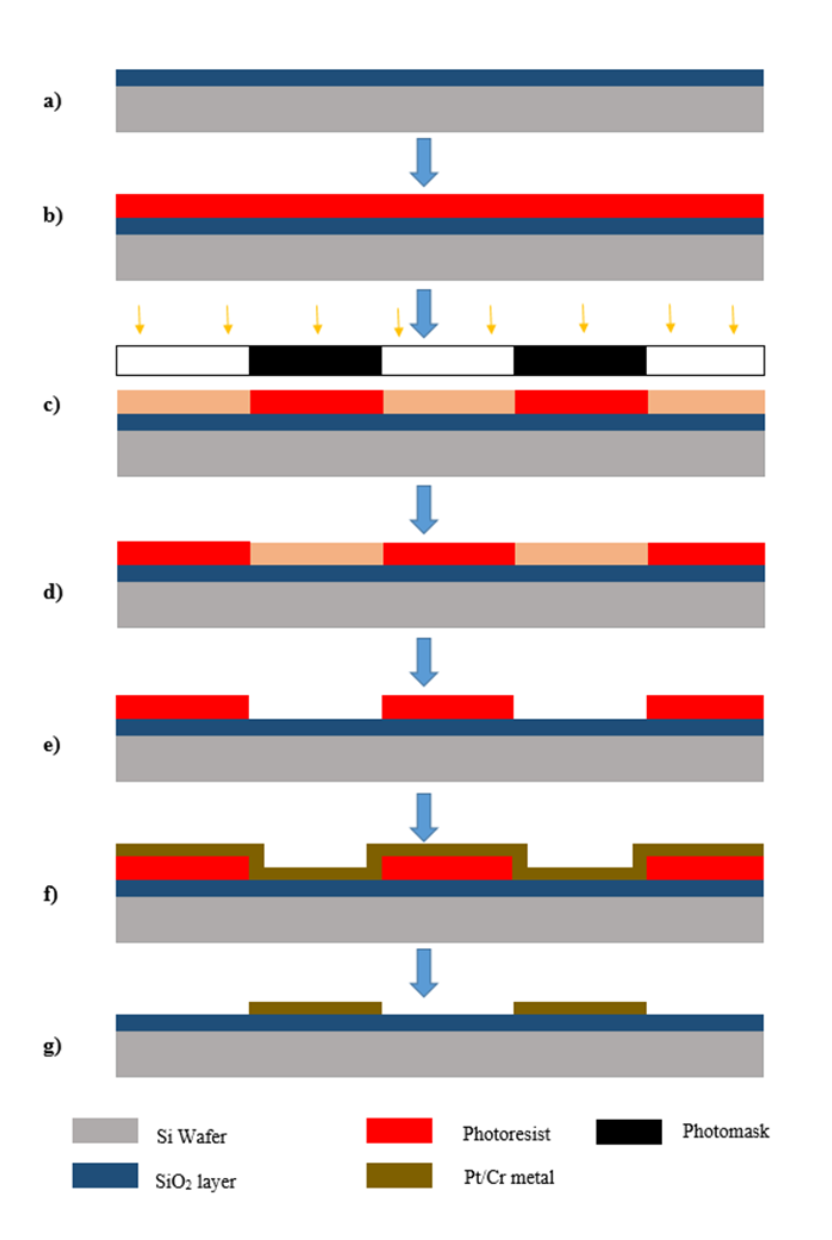 a)
b)
c)
d)
e)
f)
g)
Si Wafer
Photoresist
Photomask
SiO₂ layer
Pt/Cr metal